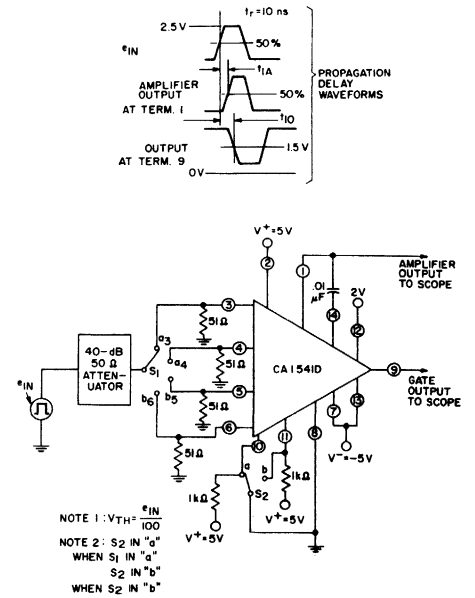 tr=10 ns
2.5V
eIN
50%
t1A
AMPLIFIER
OUTPUT
AT TERM. 1
50%
t1O
OUTPUT
AT TERM. 9
1.5V
0V
PROPAGATION
DELAY
WAVEFORMS
V+=5V
2
1
AMPLIFIER
OUTPUT
TO SCOPE
.01
μF
2V
14
12
3
51Ω
a3
40-dB
50Ω
ATTEN-
UATOR
S1
a4
4
51Ω
CA1541D
9
GATE OUTPUT
TO SCOPE
eIN
b5
5
51Ω
b6
6
51Ω
7
13
V-=-5V
10
11
8
a
b
S2
1kΩ
1kΩ
V+=5V
V+=5V
NOTE 1: VTH=eIN/100
NOTE 2: S2 IN "a"
WHEN S1 IN "a"
S2 IN "b"
WHEN S2 IN "b"